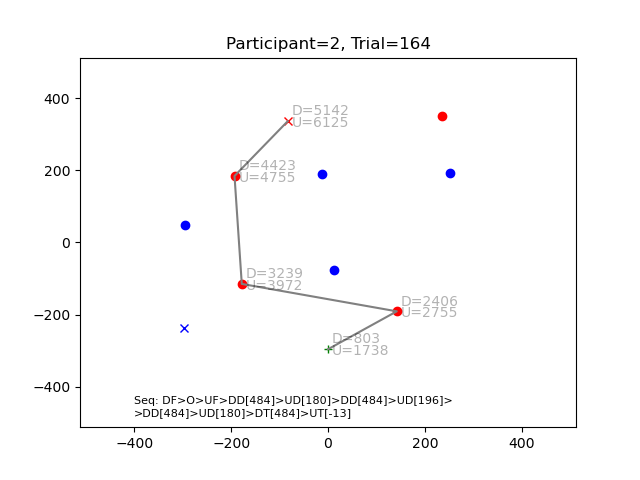 Participant=2, Trial=164
400
200
0
−200
−400
−400
−200
0
200
400
D=5142
U=6125
D=4423
U=4755
D=3239
U=3972
D=2406
U=2755
D=803
U=1738
Seq: DF>O>UF>DD[484]>UD[180]>DD[484]>UD[196]>
>DD[484]>UD[180]>DT[484]>UT[-13]